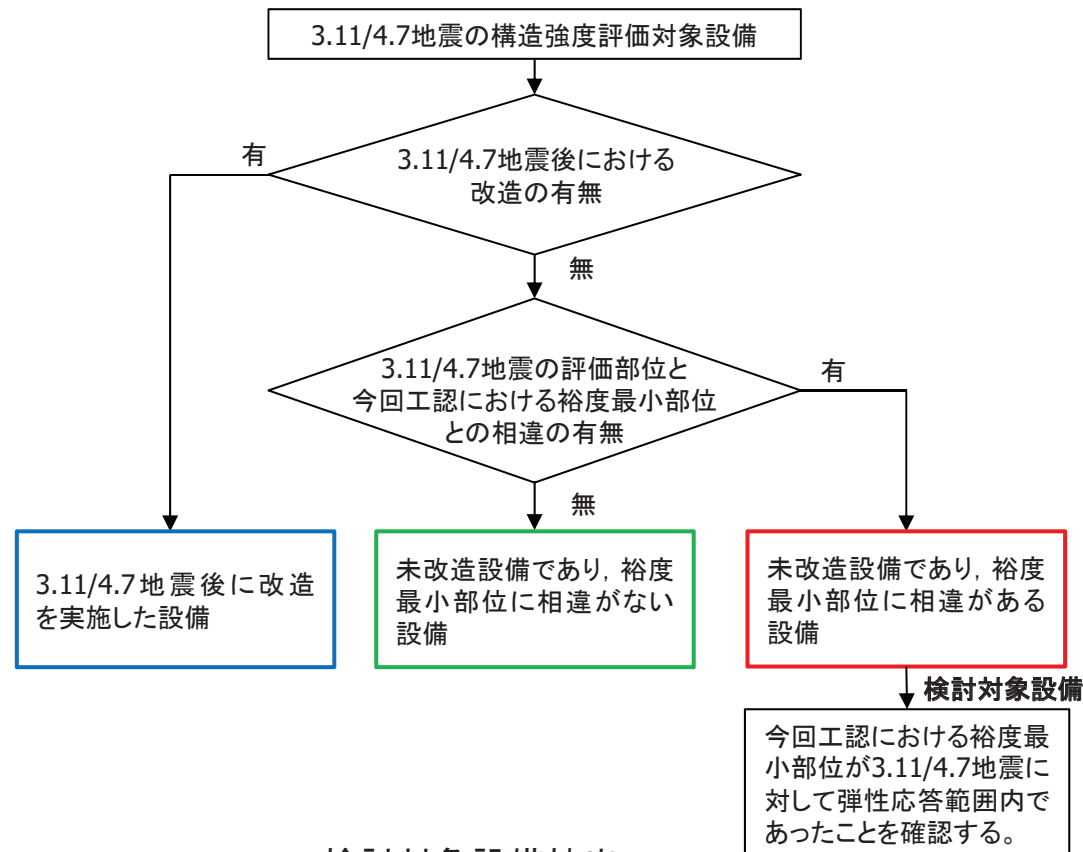 3.11/4.7地震の構造強度評価対象設備
有
3.11/4.7地震後における
改造の有無
無
3.11/4.7地震の評価部位と
今回工認における裕度最小部位
との相違の有無
有
無
3.11/4.7地震後に改造
を実施した設備
未改造設備であり，裕度
最小部位に相違がない
設備
未改造設備であり，裕度
最小部位に相違がある
設備
検討対象設備
今回工認における裕度最
小部位が3.11/4.7地震に
対して弾性応答範囲内で
あったことを確認する。